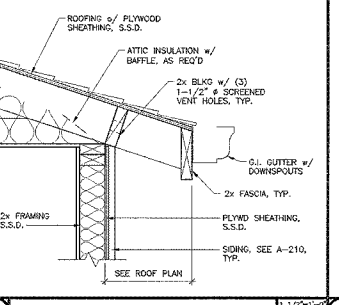 ROOFING o/ PLYWOOD
SHEATHING, S.S.D.
ATTIC INSULATION w/
BAFFLE, AS REQ'D
2x BLKG w/ (3)
1-1/2" ø SCREENED
VENT HOLES, TYP.
G.I. GUTTER w/
DOWNSPOUTS
2x FASCIA, TYP.
2x FRAMING
S.S.D.
PLYWD SHEATHING,
S.S.D.
SIDING, SEE A-210,
TYP.
SEE ROOF PLAN